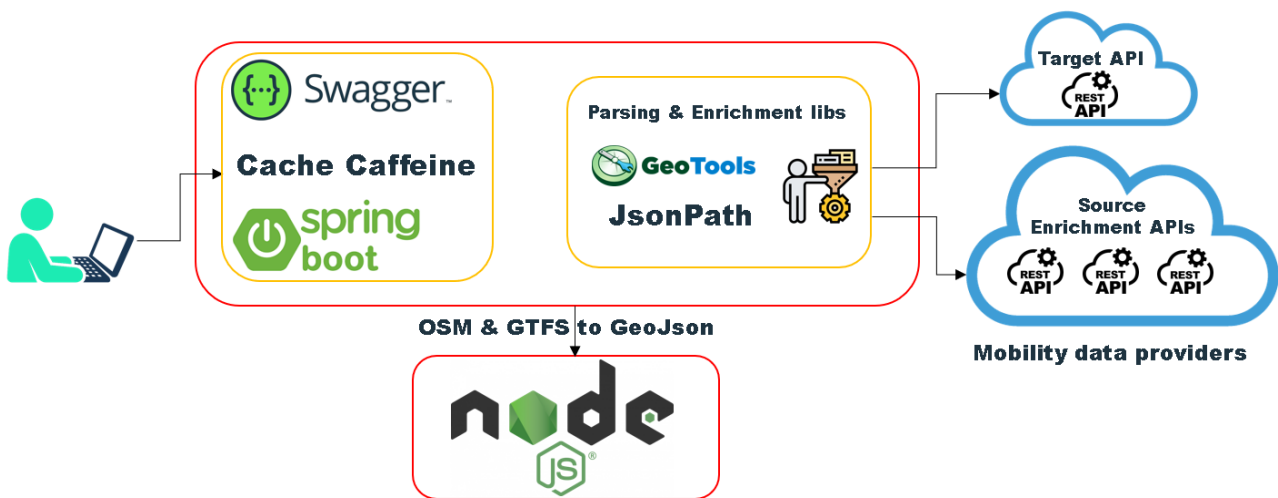 Swagger™
Cache Caffeine
spring
boot
Parsing & Enrichment libs
GeoTools
JsonPath
Target API
REST
API
Source
Enrichment APIs
REST
API
REST
API
REST
API
Mobility data providers
OSM & GTFS to GeoJson
node
JS®